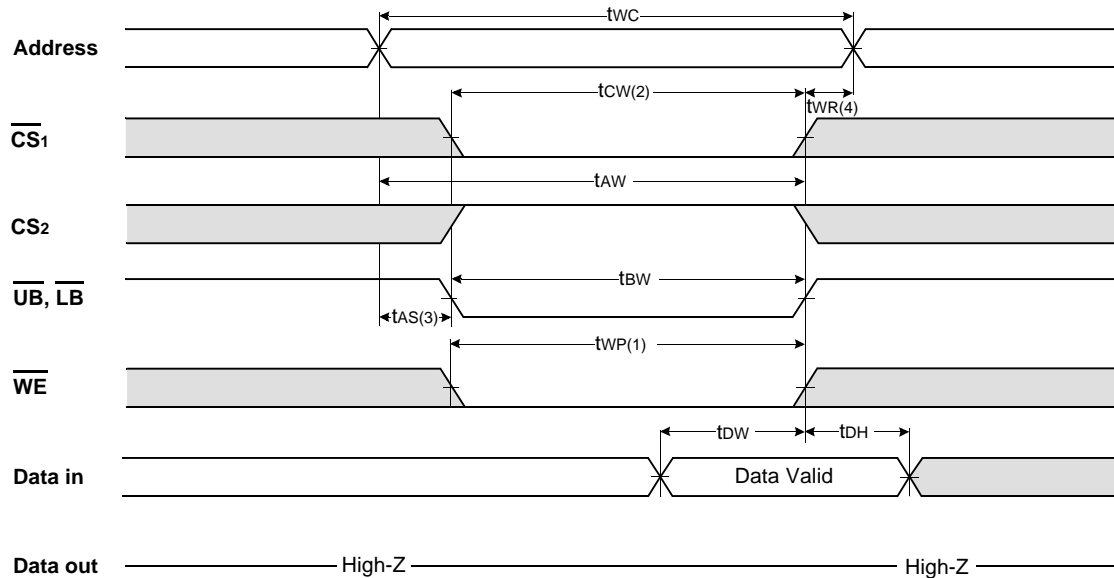 tWC
Address
tCW(2)
tWR(4)
CS1
tAW
CS2
tBW
UB, LB
tAS(3)
tWP(1)
WE
tDW
tDH
Data in
Data Valid
Data out
High-Z
High-Z